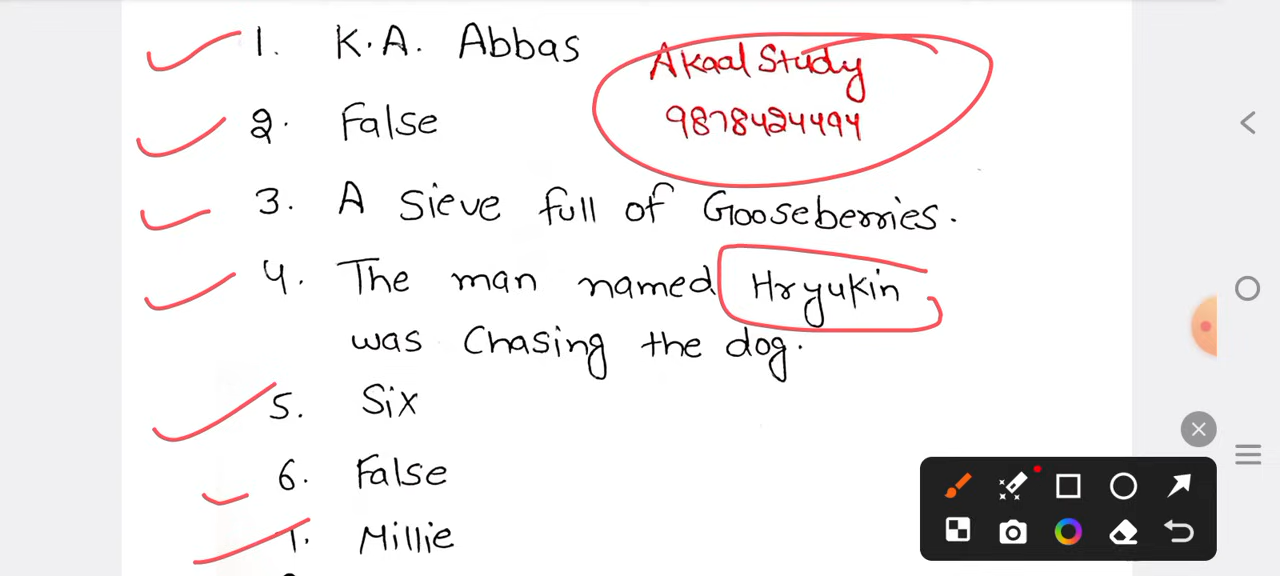 1. K.A. Abbas
Akaal Study
9878424494
2. False
3. A Sieve full of Gooseberries.
4. The man named Hryukin
was Chasing the dog.
5. Six
6. False
7. Millie